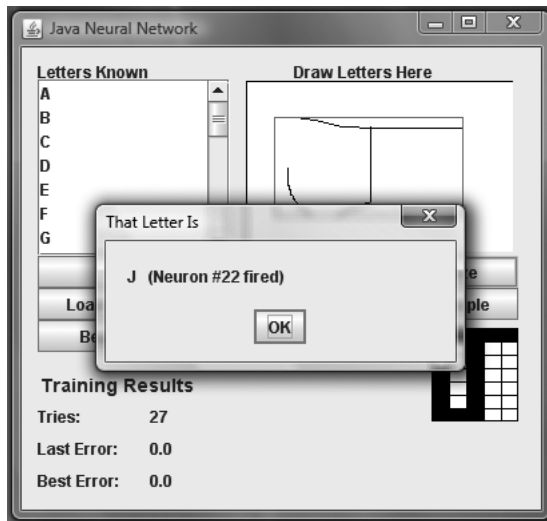 Java Neural Network
Letters Known
Draw Letters Here
A
B
C
D
E
F
G
That Letter Is
J (Neuron #22 fired)
OK
Training Results
Tries: 27
Last Error: 0.0
Best Error: 0.0